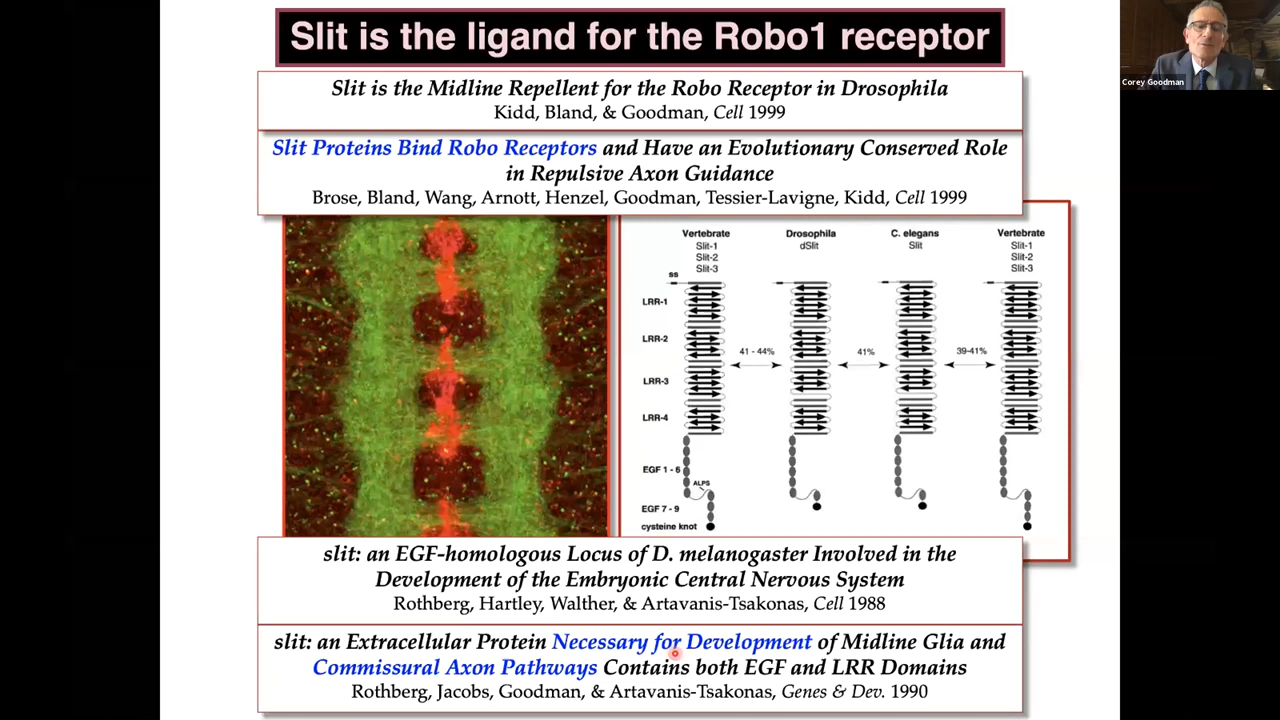 Slit is the ligand for the Robo1 receptor
Corey Goodman
Slit is the Midline Repellent for the Robo Receptor in Drosophila
Kidd, Bland, & Goodman, Cell 1999
Slit Proteins Bind Robo Receptors and Have an Evolutionary Conserved Role
in Repulsive Axon Guidance
Brose, Bland, Wang, Arnott, Henzel, Goodman, Tessier-Lavigne, Kidd, Cell 1999
Vertebrate
Slit-1
Slit-2
Slit-3
Drosophila
dSlit
C. elegans
Slit
Vertebrate
Slit-1
Slit-2
Slit-3
ss
LRR-1
LRR-2
41 - 44%
41%
39-41%
LRR-3
LRR-4
EGF 1 - 6
ALPS
EGF 7 - 9
cysteine knot
slit: an EGF-homologous Locus of D. melanogaster Involved in the
Development of the Embryonic Central Nervous System
Rothberg, Hartley, Walther, & Artavanis-Tsakonas, Cell 1988
slit: an Extracellular Protein Necessary for Development of Midline Glia and
Commissural Axon Pathways Contains both EGF and LRR Domains
Rothberg, Jacobs, Goodman, & Artavanis-Tsakonas, Genes & Dev. 1990